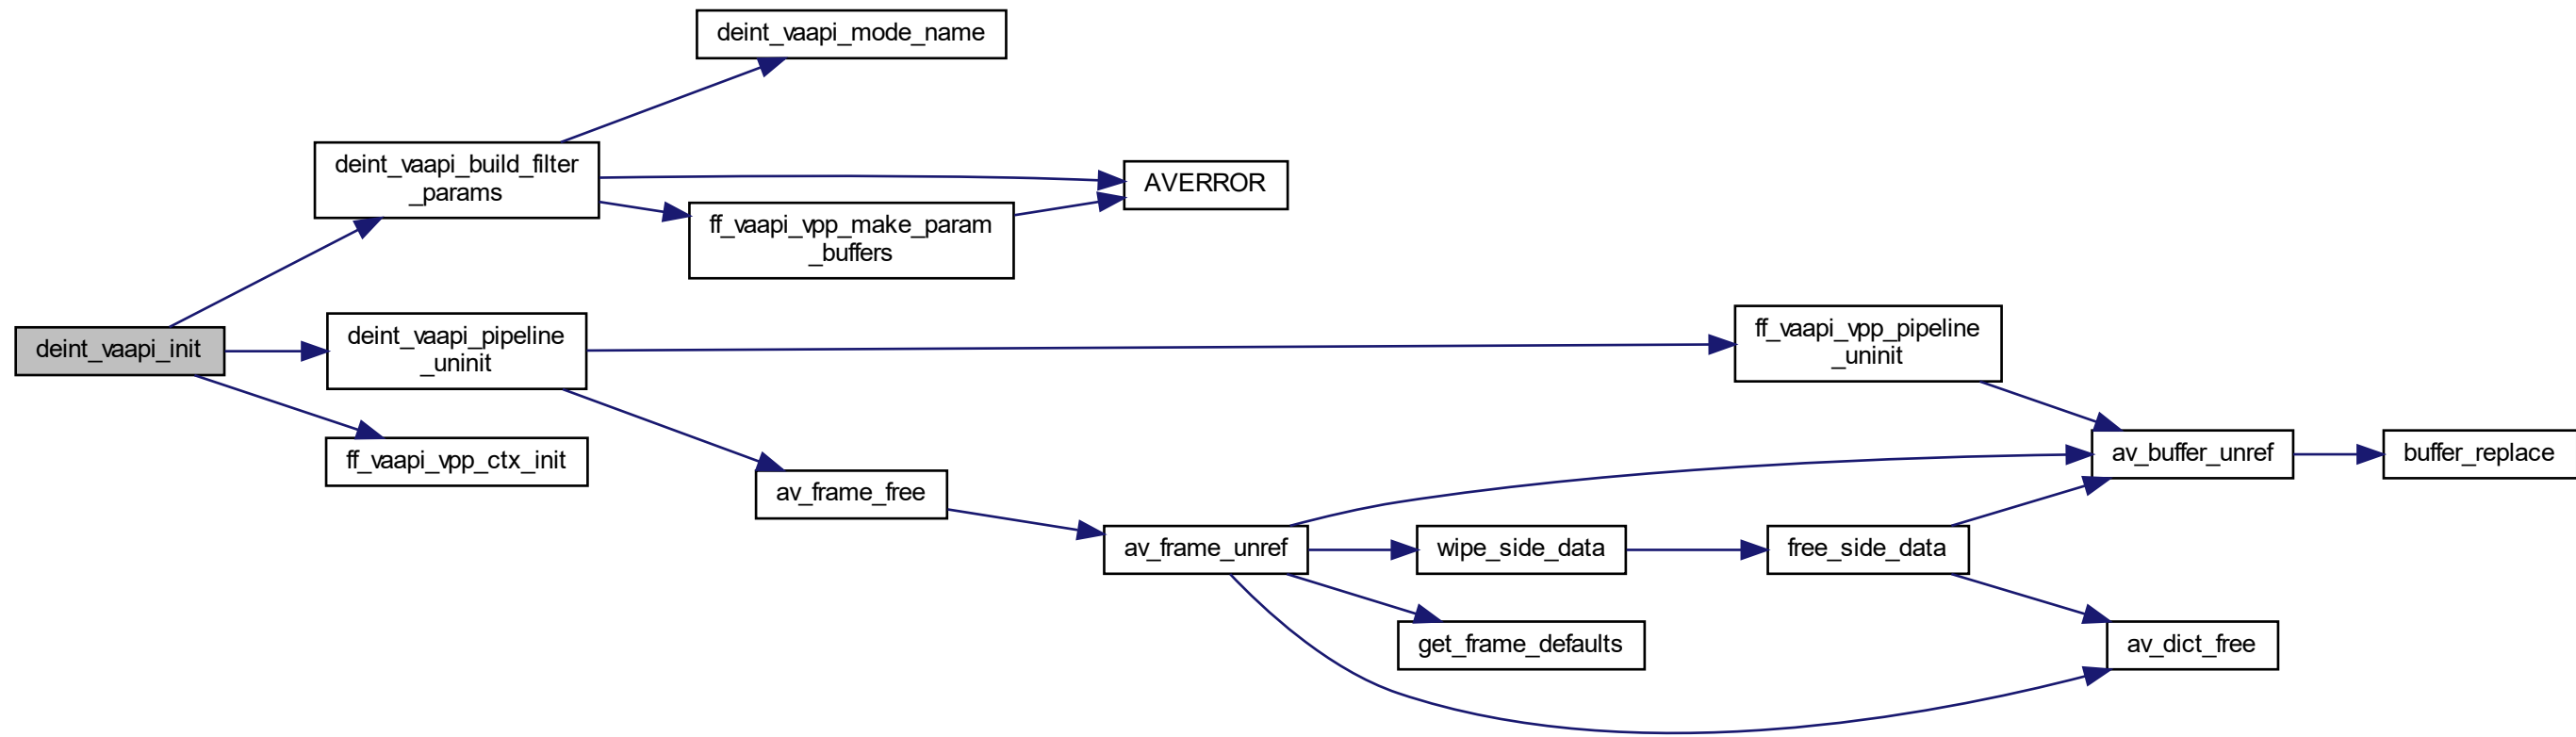 deint_vaapi_mode_name
deint_vaapi_build_filter
_params
AVERROR
ff_vaapi_vpp_make_param
_buffers
deint_vaapi_init
deint_vaapi_pipeline
_uninit
ff_vaapi_vpp_pipeline
_uninit
ff_vaapi_vpp_ctx_init
av_buffer_unref
buffer_replace
av_frame_free
av_frame_unref
wipe_side_data
free_side_data
get_frame_defaults
av_dict_free